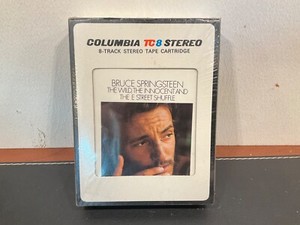 COLUMBIA TC8 STEREO
8-TRACK STEREO TAPE CARTRIDGE
BRUCE SPRINGSTEEN
THE WILD, THE INNOCENT AND
THE E STREET SHUFFLE